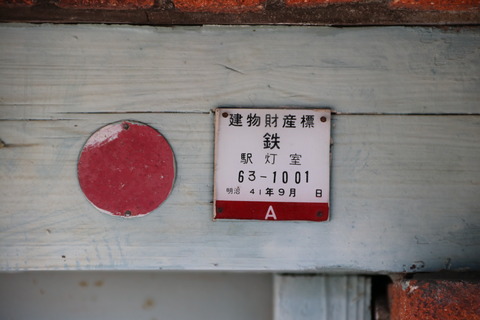 建物財産標
鉄
駅灯室
63-1001
明治 41年9月 日
A